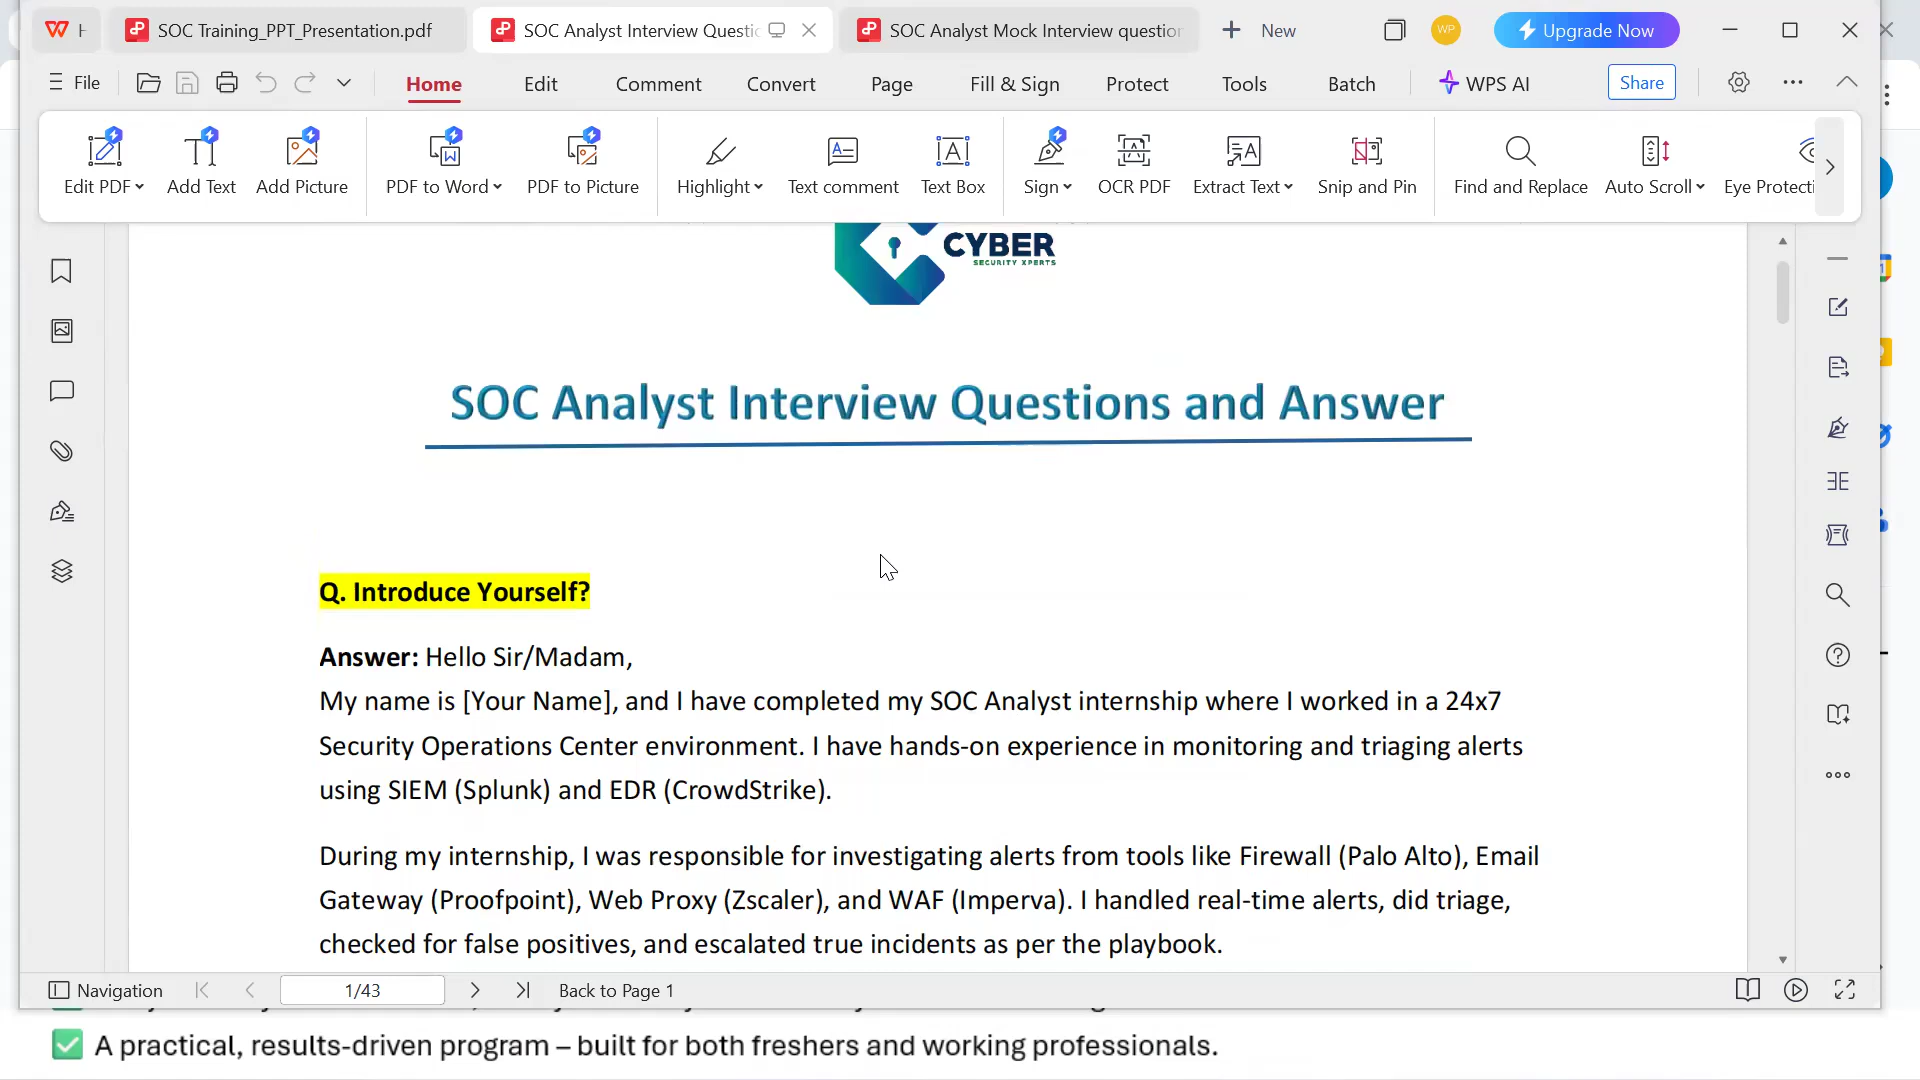 SOC Training_PPT_Presentation.pdf
SOC Analyst Interview Questic
SOC Analyst Mock Interview question
New
WP
Upgrade Now
File
Home
Edit
Comment
Convert
Page
Fill & Sign
Protect
Tools
Batch
WPS AI
Share
Edit PDF
Add Text
Add Picture
PDF to Word
PDF to Picture
Highlight
Text comment
Text Box
Sign
OCR PDF
Extract Text
Snip and Pin
Find and Replace
Auto Scroll
Eye Protecti
CYBER
SECURITY XPERTS
SOC Analyst Interview Questions and Answer
Q. Introduce Yourself?
Answer: Hello Sir/Madam,
My name is [Your Name], and I have completed my SOC Analyst internship where I worked in a 24x7
Security Operations Center environment. I have hands-on experience in monitoring and triaging alerts
using SIEM (Splunk) and EDR (CrowdStrike).
During my internship, I was responsible for investigating alerts from tools like Firewall (Palo Alto), Email
Gateway (Proofpoint), Web Proxy (Zscaler), and WAF (Imperva). I handled real-time alerts, did triage,
checked for false positives, and escalated true incidents as per the playbook.
Navigation
1/43
Back to Page 1
A practical, results-driven program – built for both freshers and working professionals.